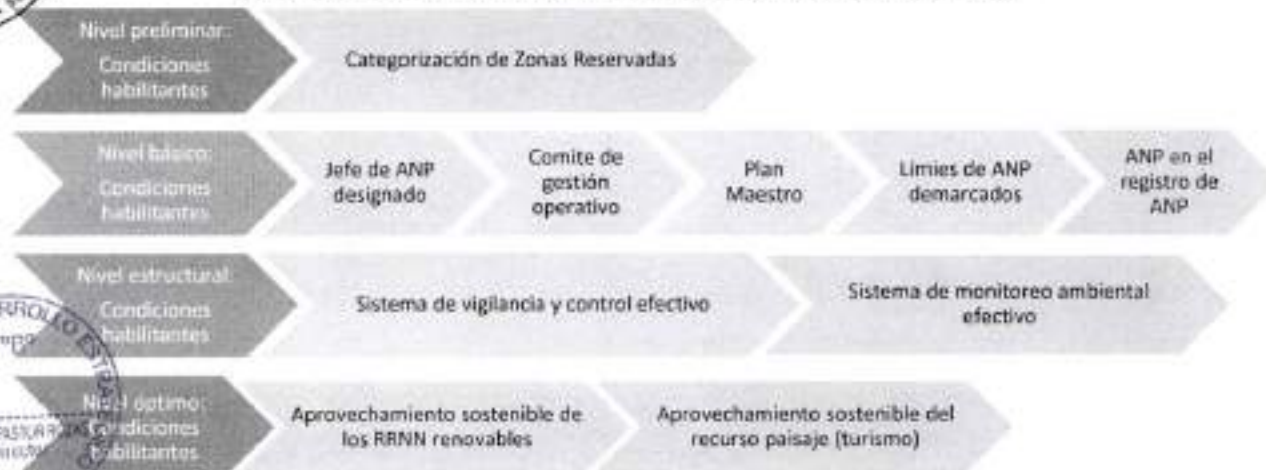 Nivel preliminar:
Condiciones
habilitantes
Categorización de Zonas Reservadas
Nivel básico:
Condiciones
habilitantes
Jefe de ANP
designado
Comite de
gestión
operativo
Plan
Maestro
Limies de ANP
demarcados
ANP en el
registro de
ANP
Nivel estructural:
Condiciones
habilitantes
Sistema de vigilancia y control efectivo
Sistema de monitoreo ambiental
efectivo
Nivel óptimo:
Condiciones
habilitantes
Aprovechamiento sostenible de
los RRNN renovables
Aprovechamiento sostenible del
recurso paisaje (turismo)